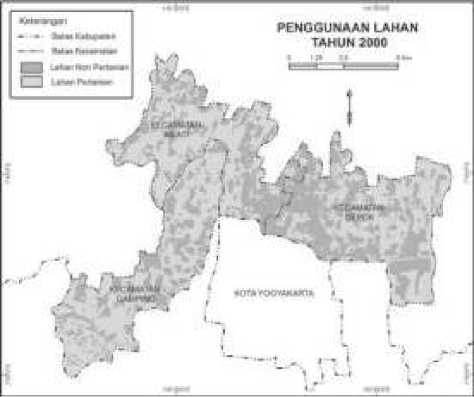 Keterangan
Batas Kabupaten
Batas Kecamatan
Lahan Non Pertanian
Lahan Pertanian
PENGGUNAAN LAHAN
TAHUN 2000
0 1.25 2.5 5 Km
KECAMATAN
MLATI
KECAMATAN
DEPOK
KECAMATAN
GAMPING
KOTA YOGYAKARTA